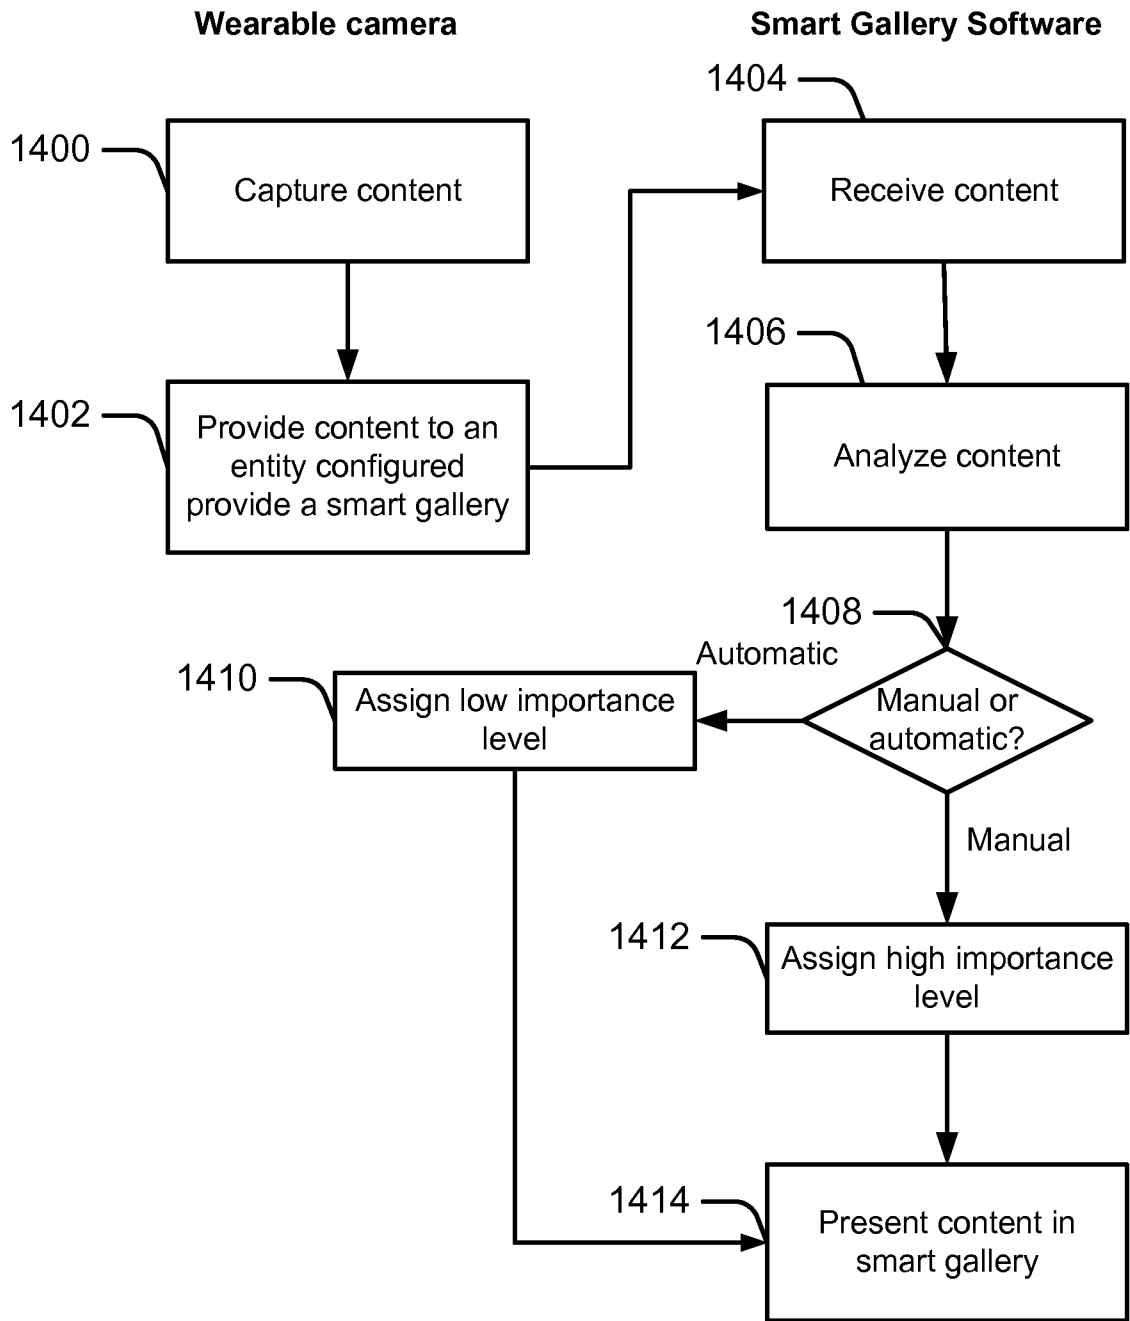 Wearable camera
Smart Gallery Software
1404
1400
Capture content
Receive content
1406
1402
Provide content to an
entity configured
provide a smart gallery
Analyze content
1408
Automatic
1410
Assign low importance
level
Manual or
automatic?
Manual
1412
Assign high importance
level
1414
Present content in
smart gallery